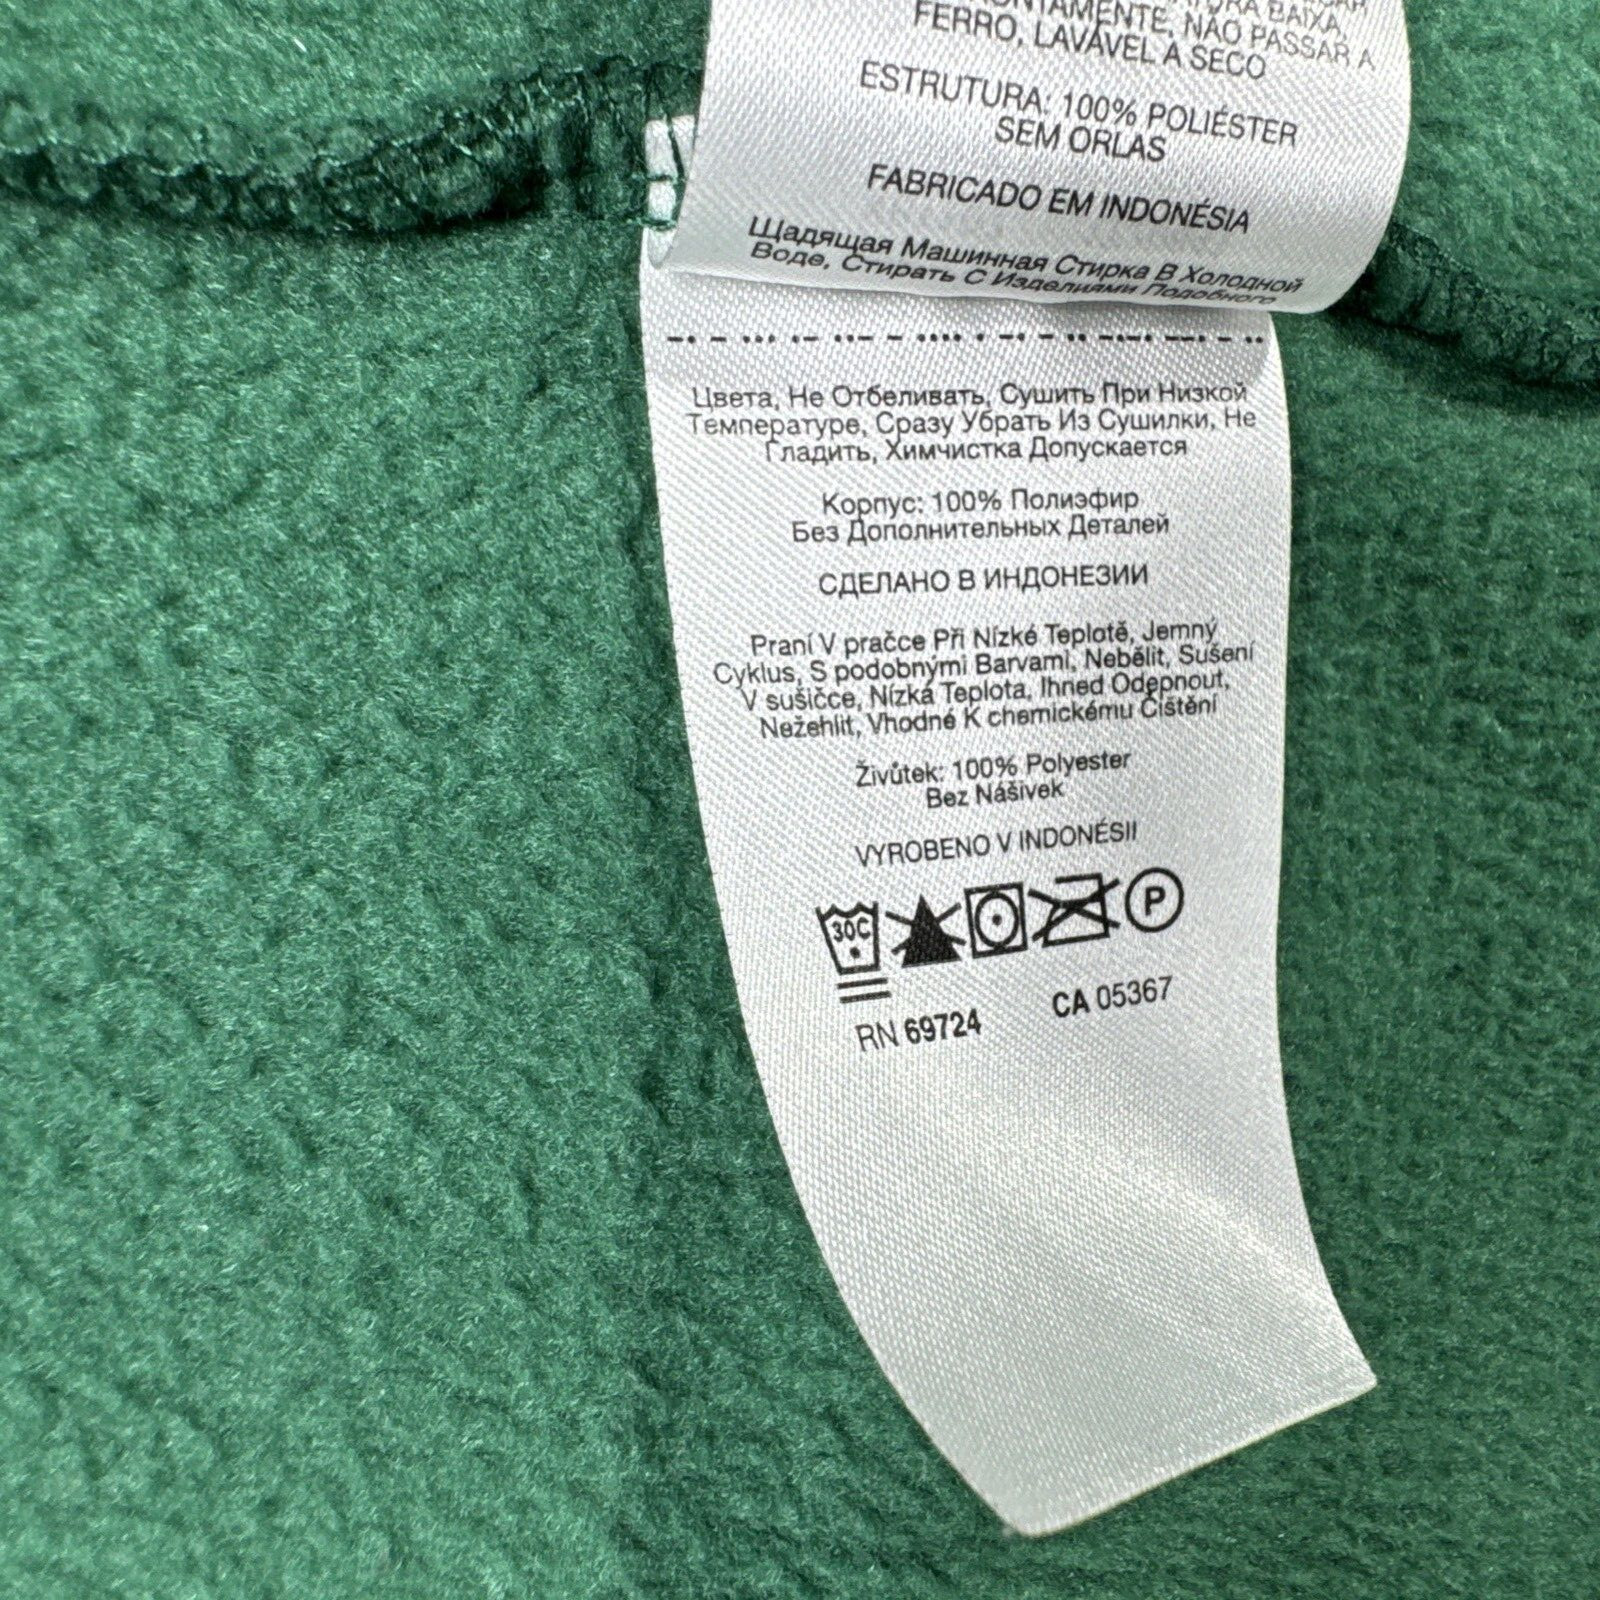 BAIXA,
NÃO PASSAR A
FERRO, LAVÁVEL A SECO
ESTRUTURA: 100% POLIÉSTER
SEM ORLAS
FABRICADO EM INDONÉSIA
Щадящая Машинная Стирка В Холодной
Воде, Стирать С Изделиями Подобного
Цвета, Не Отбеливать, Сушить При Низкой
Температуре, Сразу Убрать Из Сушилки, Не
Гладить, Химчистка Допускается
Корпус: 100% Полиэфир
Без Дополнительных Деталей
СДЕЛАНО В ИНДОНЕЗИИ
Praní V pračce Při Nízké Teplotě, Jemný
Cyklus, S podobnými Barvami, Nebělit, Sušení
V sušičce, Nízká Teplota, Ihned Odepnout,
Nežehlit, Vhodné K chemickému Čištění
Živůtek: 100% Polyester
Bez Nášivek
VYROBENO V INDONÉSII
30C P
RN 69724 CA 05367